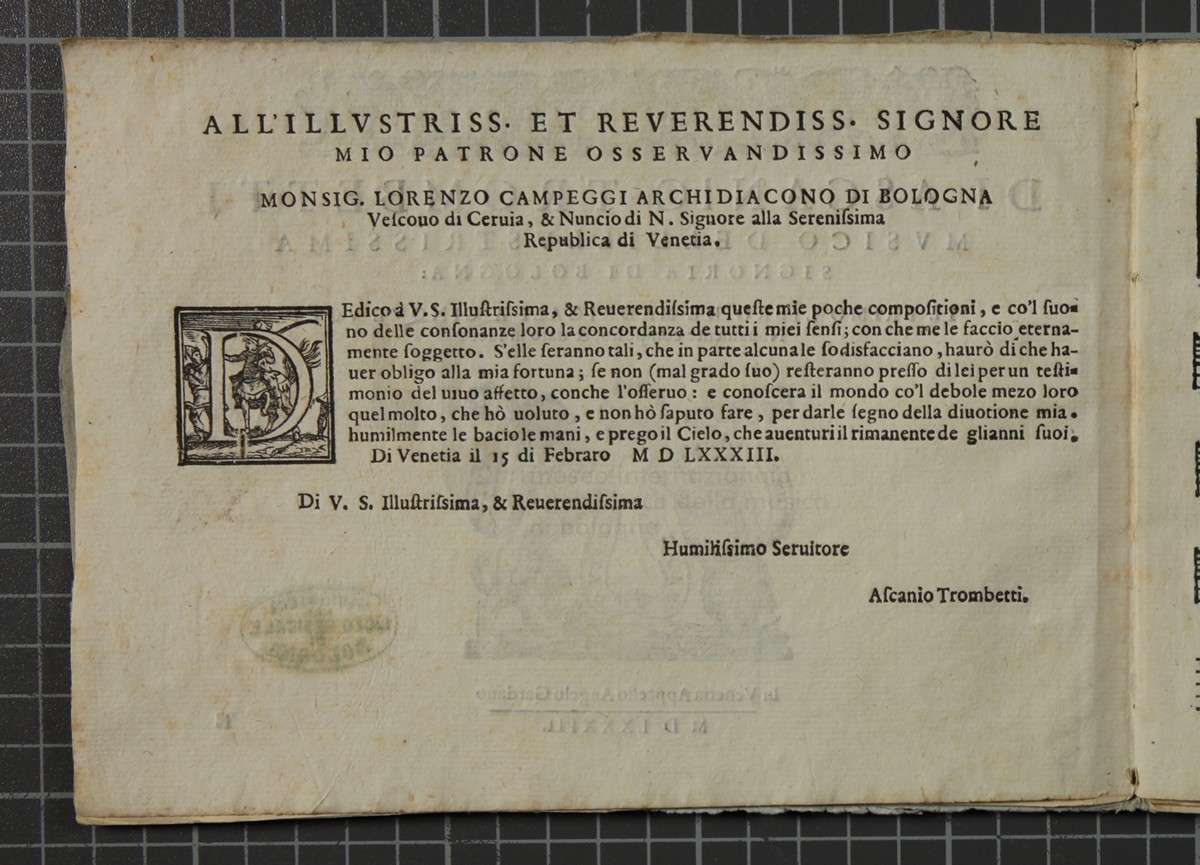 ALL'ILLVSTRISS. ET REVERENDISS. SIGNORE
MIO PATRONE OSSERVANDISSIMO
MONSIG. LORENZO CAMPEGGI ARCHIDIACONO DI BOLOGNA
Veſcouo di Ceruia, & Nuncio di N. Signore alla Sereniſsima
Republica di Venetia.
DEdico à V. S. Illuſtriſsima, & Reuerendiſsima queſte mie poche compoſitioni, e co'l ſuo-
no delle conſonanze loro la concordanza de tutti i miei ſenſi; con che me le faccio eterna-
mente ſoggetto. S'elle ſeranno tali, che in parte alcuna le ſodisfacciano, haurò di che ha-
uer obligo alla mia fortuna; ſe non (mal grado ſuo) reſteranno preſſo di lei per un teſti-
monio del uiuo affetto, con che l'oſſeruo: e conoſcera il mondo co'l debole mezo loro
quel molto, che hò uoluto, e non hò ſaputo fare, per darle ſegno della diuotione mia.
humilmente le bacio le mani, e prego il Cielo, che auenturi il rimanente de gli anni ſuoi.
Di Venetia il 15 di Febraro M D LXXXIII.
Di V. S. Illuſtriſsima, & Reuerendiſsima
Humiliſsimo Seruitore
Aſcanio Trombetti.